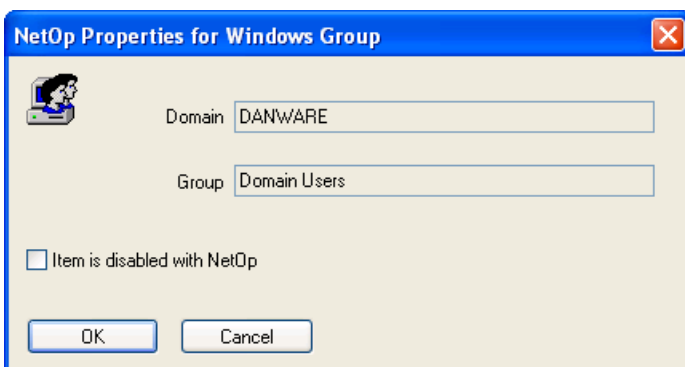 NetOp Properties for Windows Group
Domain DANWARE
Group Domain Users
Item is disabled with NetOp
OK Cancel